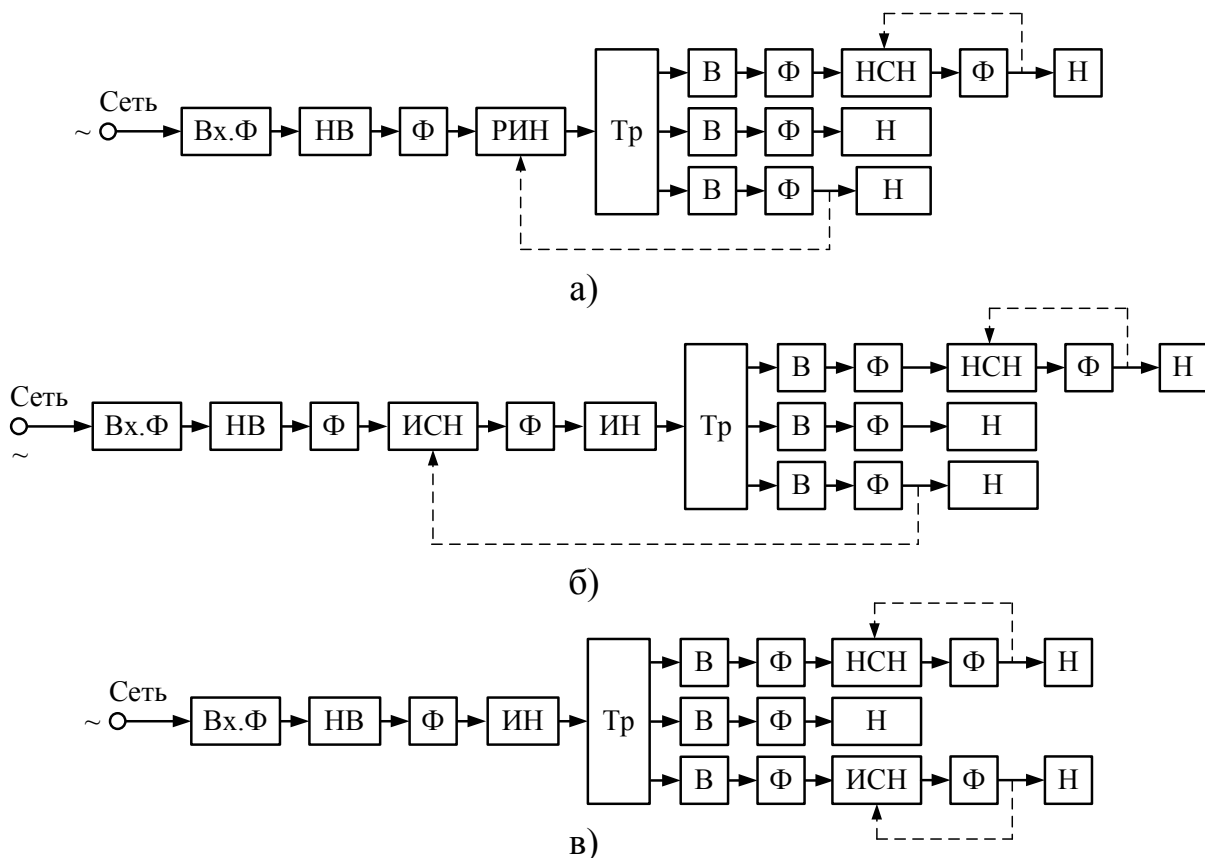 В Ф НСН Ф Н
Сеть
~ Вх.Ф НВ Ф РИН Тр В Ф Н
В Ф Н
а)
В Ф НСН Ф Н
Сеть
Вх.Ф НВ Ф ИСН Ф ИН Тр В Ф Н
~
В Ф Н
б)
В Ф НСН Ф Н
Сеть
~ Вх.Ф НВ Ф ИН Тр В Ф Н
В Ф ИСН Ф Н
в)